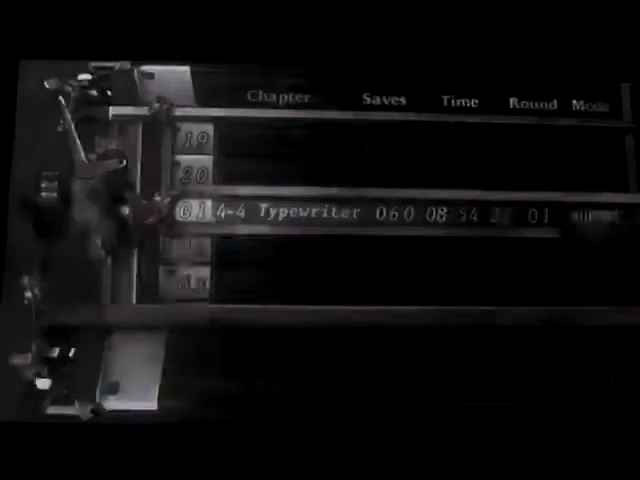 Chapter Saves Time Round Mode
19
20
01 4-4 Typewriter 060 08 54 01